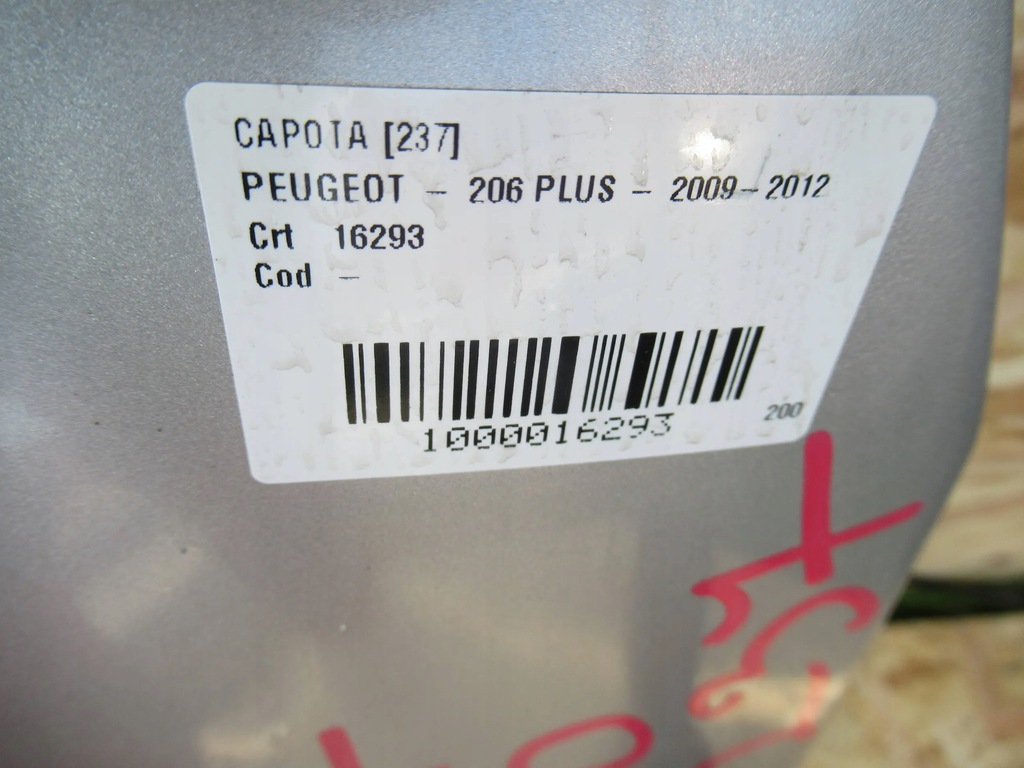 CAPOTA [237]
PEUGEOT - 206 PLUS - 2009-2012
Crt 16293
Cod -
1000016293
200